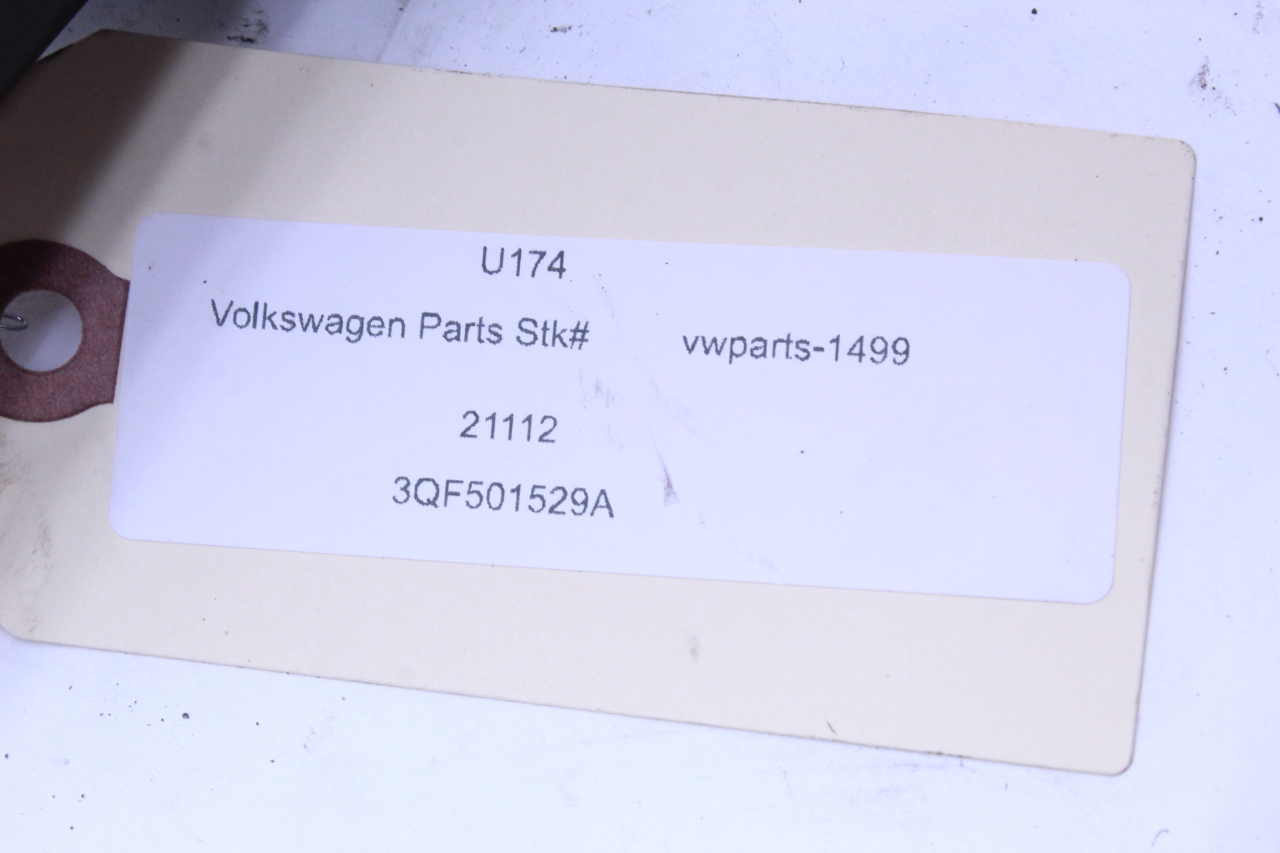 U174
Volkswagen Parts Stk# vwparts-1499
21112
3QF501529A